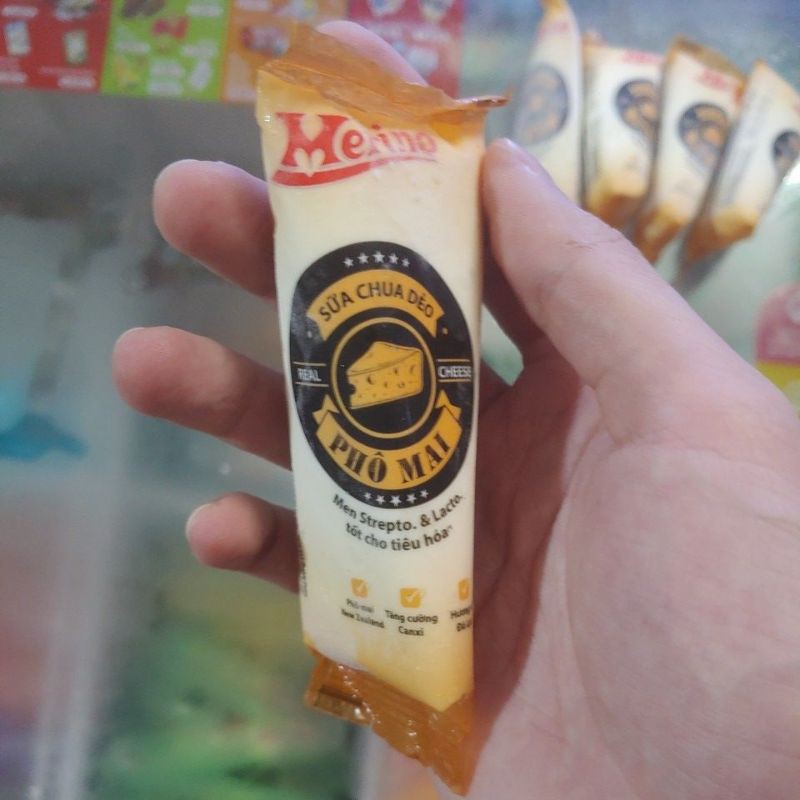 Merino
SỮA CHUA DẺO
REAL
CHEESE
PHÔ MAI
Men Strepto. & Lacto.
tốt cho tiêu hóa
Phô mai
New Zealand
Tăng cường
Canxi